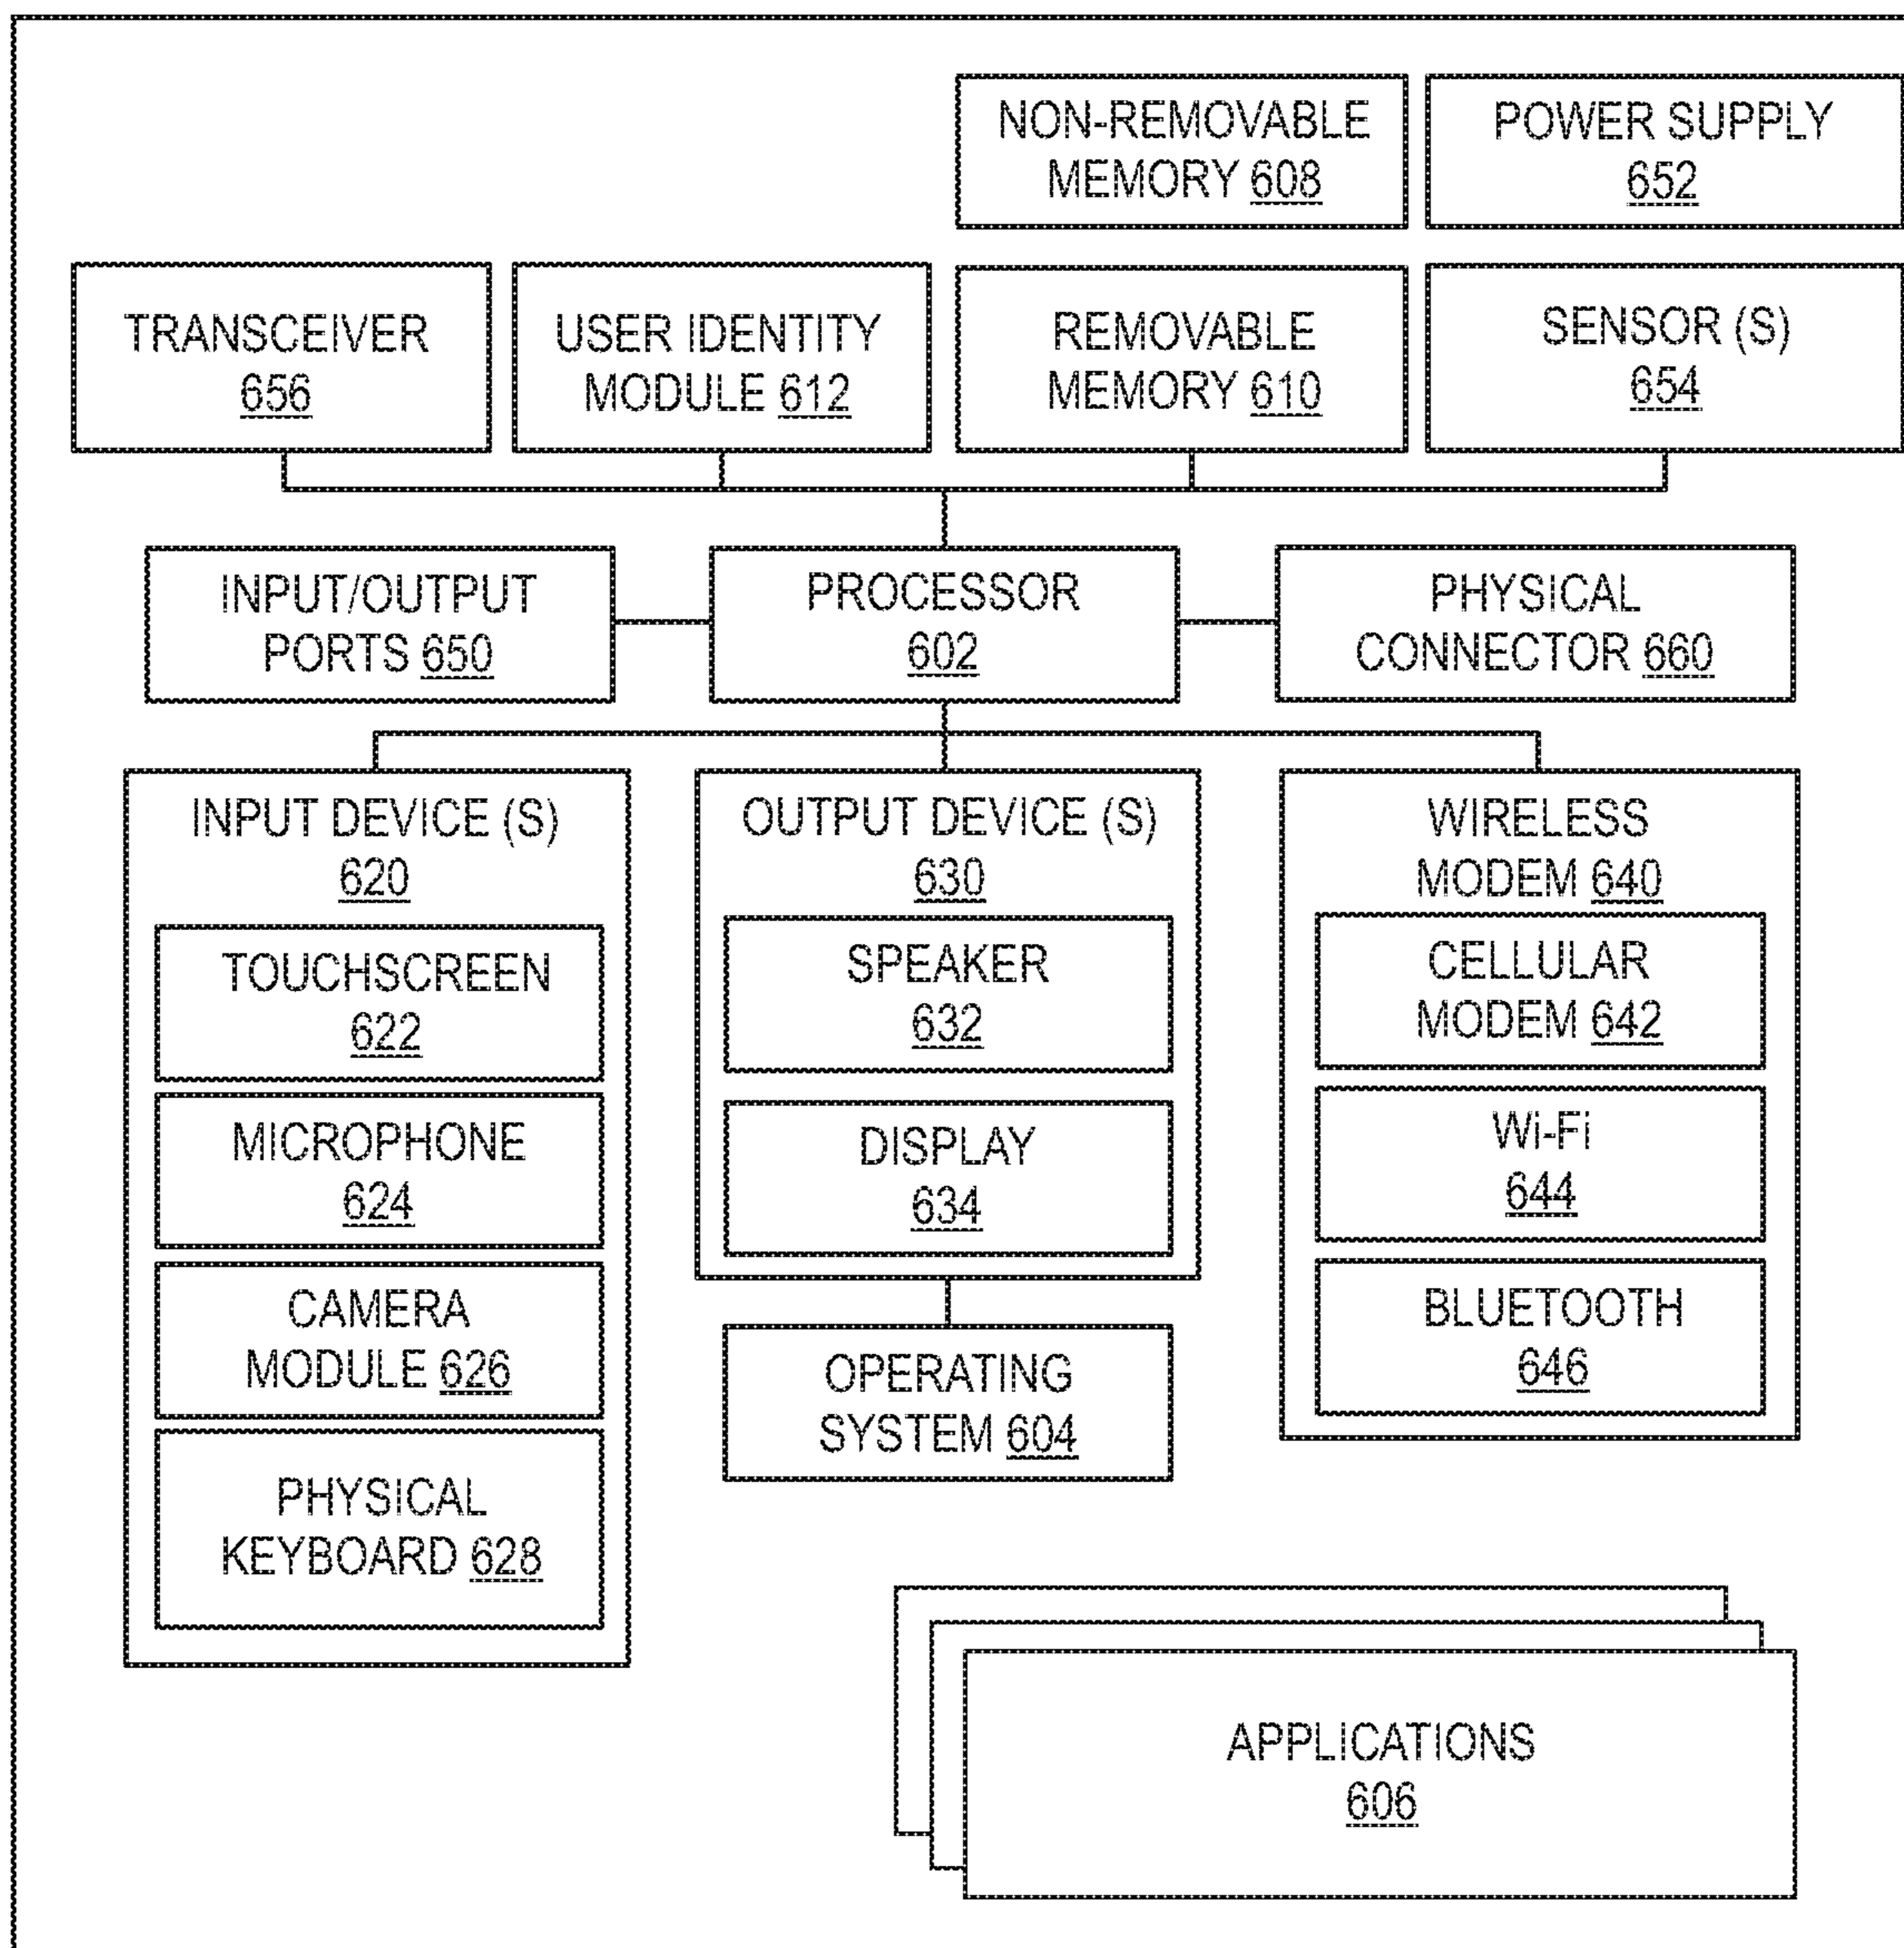 NON-REMOVABLE
MEMORY 608
POWER SUPPLY
652
TRANSCEIVER
656
USER IDENTITY
MODULE 612
REMOVABLE
MEMORY 610
SENSOR (S)
654
INPUT/OUTPUT
PORTS 650
PROCESSOR
602
PHYSICAL
CONNECTOR 660
INPUT DEVICE (S)
620
TOUCHSCREEN
622
MICROPHONE
624
CAMERA
MODULE 626
PHYSICAL
KEYBOARD 628
OUTPUT DEVICE (S)
630
SPEAKER
632
DISPLAY
634
OPERATING
SYSTEM 604
WIRELESS
MODEM 640
CELLULAR
MODEM 642
Wi-Fi
644
BLUETOOTH
646
APPLICATIONS
606